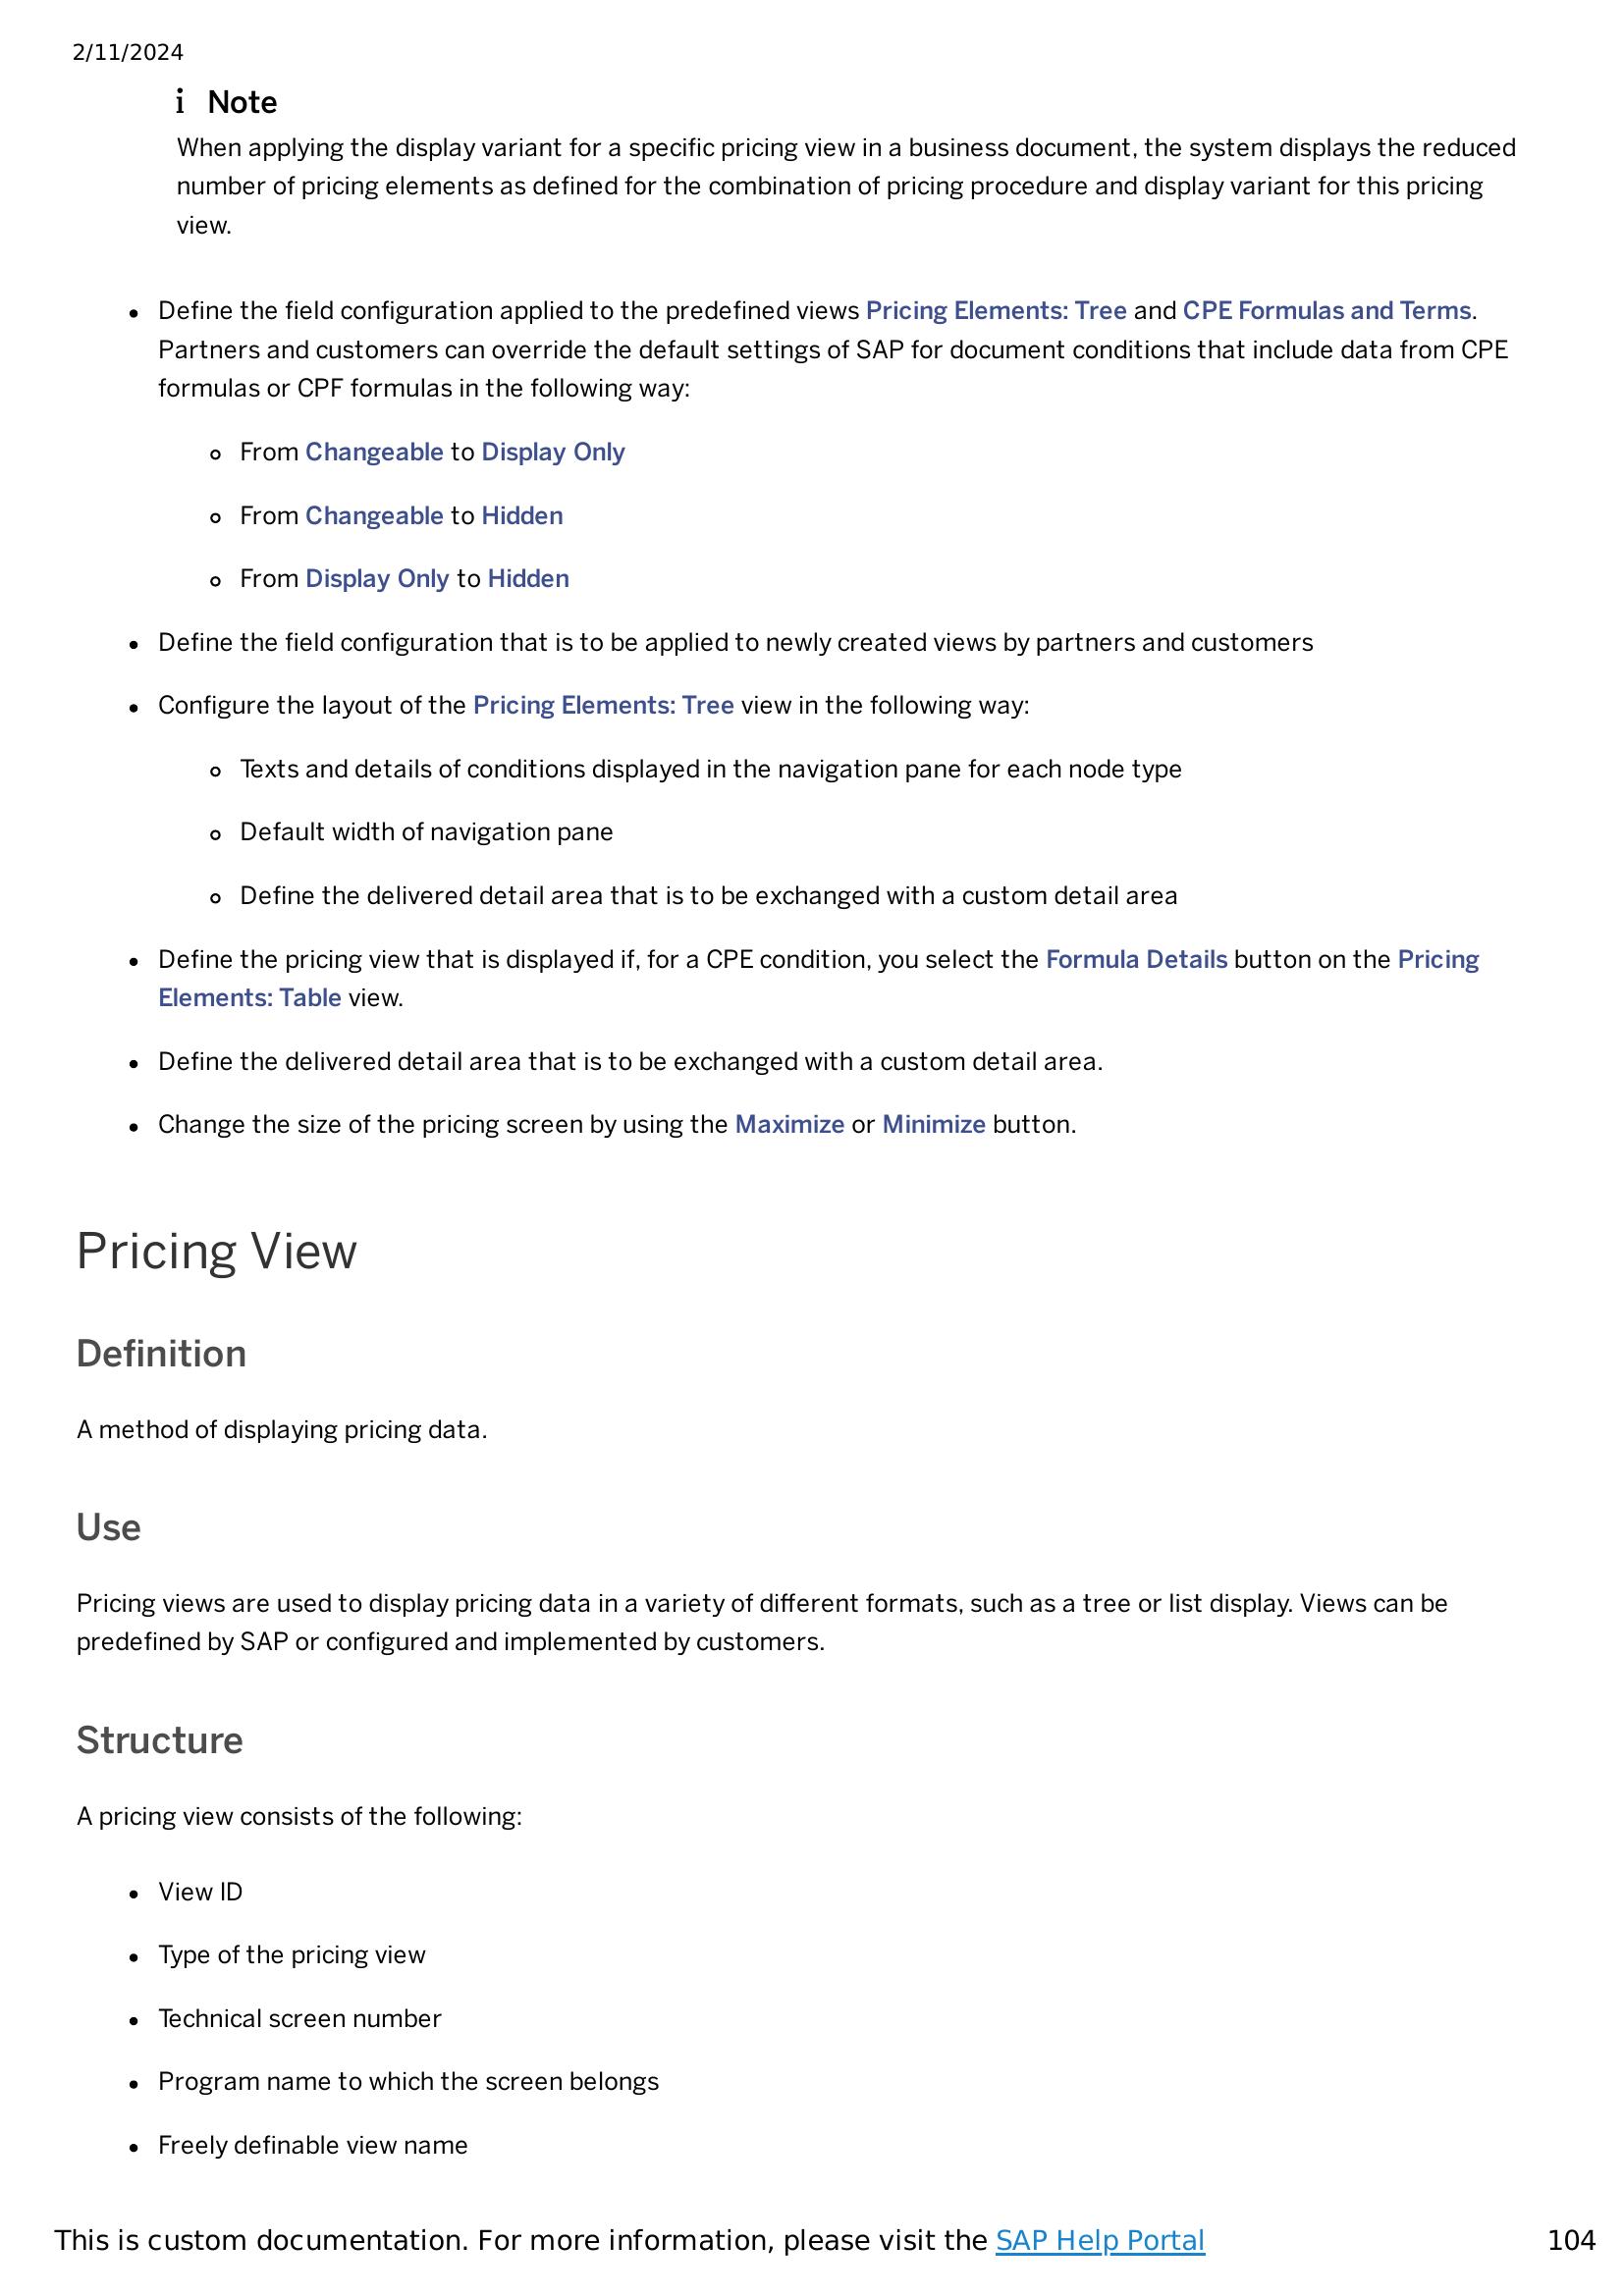 2/11/2024
i Note
When applying the display variant for a specific pricing view in a business document, the system displays the reduced
number of pricing elements as defined for the combination of pricing procedure and display variant for this pricing
view.
• Define the field configuration applied to the predefined views Pricing Elements: Tree and CPE Formulas and Terms.
Partners and customers can override the default settings of SAP for document conditions that include data from CPE
formulas or CPF formulas in the following way:
◦ From Changeable to Display Only
◦ From Changeable to Hidden
◦ From Display Only to Hidden
• Define the field configuration that is to be applied to newly created views by partners and customers
• Configure the layout of the Pricing Elements: Tree view in the following way:
◦ Texts and details of conditions displayed in the navigation pane for each node type
◦ Default width of navigation pane
◦ Define the delivered detail area that is to be exchanged with a custom detail area
• Define the pricing view that is displayed if, for a CPE condition, you select the Formula Details button on the Pricing
Elements: Table view.
• Define the delivered detail area that is to be exchanged with a custom detail area.
• Change the size of the pricing screen by using the Maximize or Minimize button.
Pricing View
Definition
A method of displaying pricing data.
Use
Pricing views are used to display pricing data in a variety of different formats, such as a tree or list display. Views can be
predefined by SAP or configured and implemented by customers.
Structure
A pricing view consists of the following:
• View ID
• Type of the pricing view
• Technical screen number
• Program name to which the screen belongs
• Freely definable view name
This is custom documentation. For more information, please visit the SAP Help Portal 104